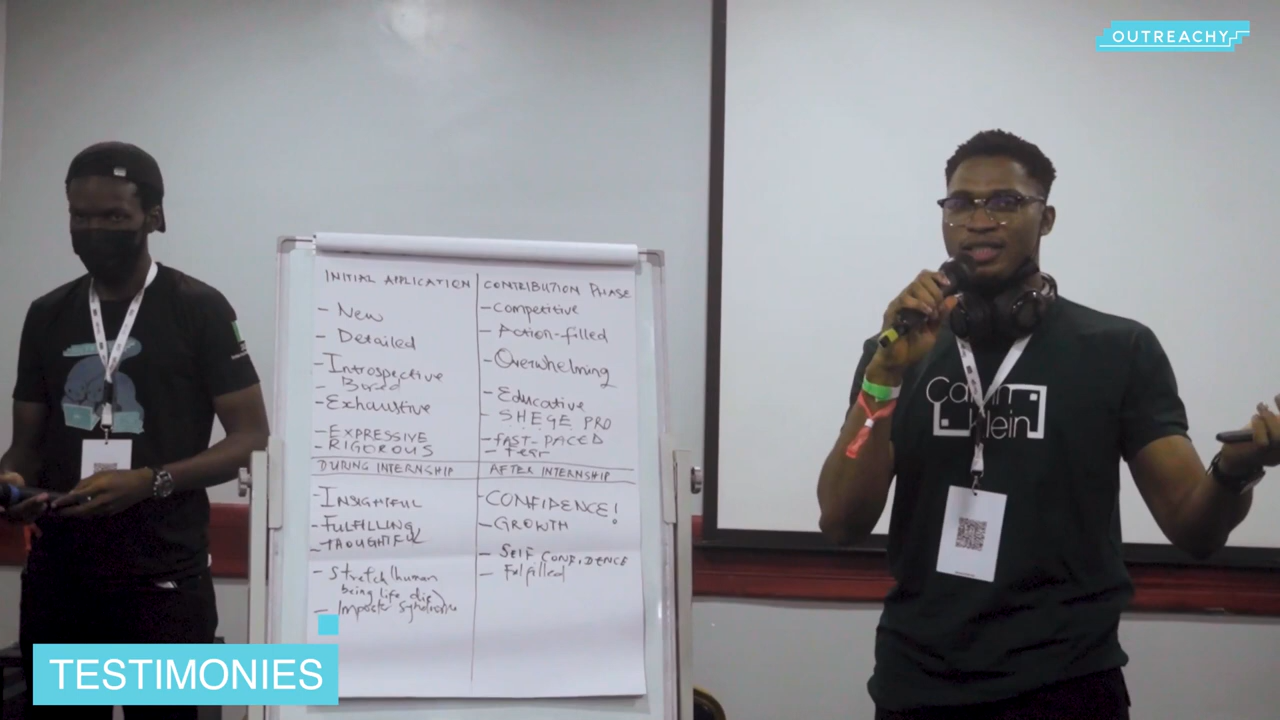 OUTREACHY
INITIAL APPLICATION
- New
- Detailed
- Introspective
- Bored
- Exhaustive
- EXPRESSIVE
- RIGOROUS
CONTRIBUTION PHASE
- Competitive
- Action-filled
- Overwhelming
- Educative
- SHEGE PRO
- FAST-PACED
- Fear
DURING INTERNSHIP
- INSIGHTFUL
- FULFILLING
- THOUGHTFUL
- Stretch (human
being life die)
- Imposter Syndrome
AFTER INTERNSHIP
- CONFIDENCE!
- GROWTH
- SELF CONFIDENCE
- Fulfilled
Calvin
Klein
TESTIMONIES